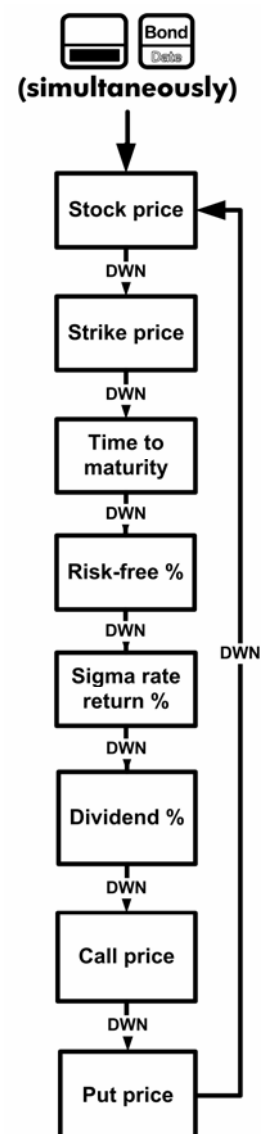 Bond
Date
(simultaneously)
Stock price
DWN
Strike price
DWN
Time to
maturity
DWN
Risk-free %
DWN
Sigma rate
return %
DWN
DWN
Dividend %
DWN
Call price
DWN
Put price